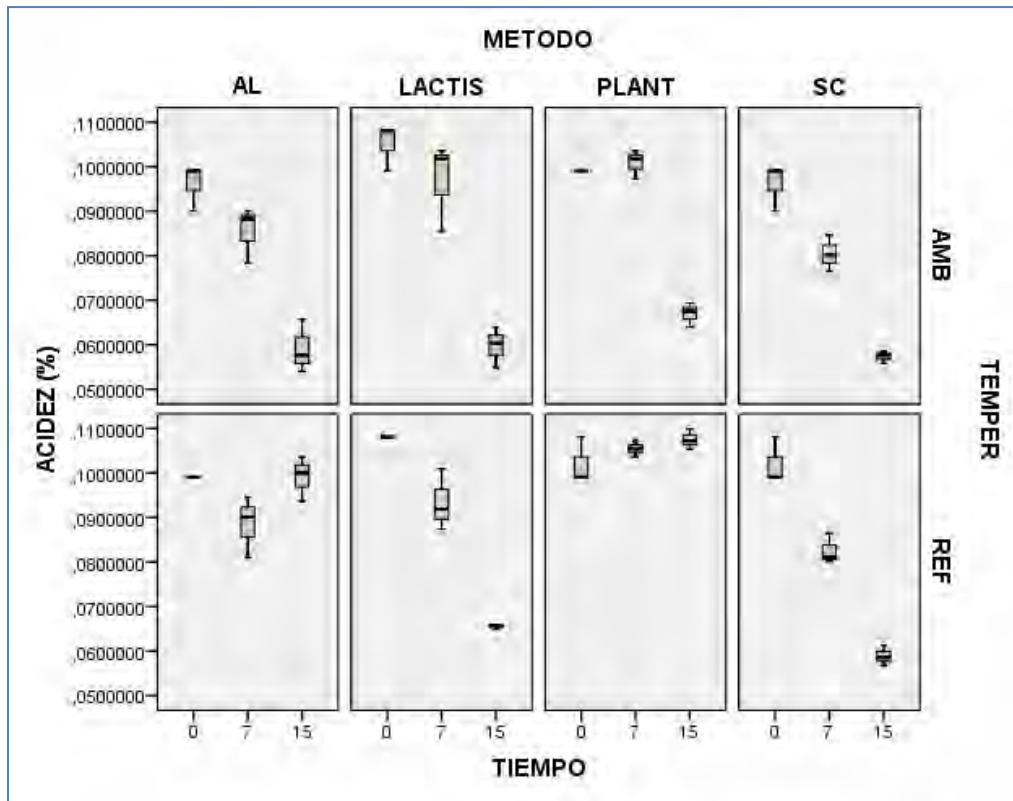 METODO
AL LACTIS PLANT SC
ACIDEZ (%)
,1100000
,1000000
,0900000
,0800000
,0700000
,0600000
,0500000
AMB
TEMPER
,1100000
,1000000
,0900000
,0800000
,0700000
,0600000
,0500000
REF
0 7 15 0 7 15 0 7 15 0 7 15
TIEMPO